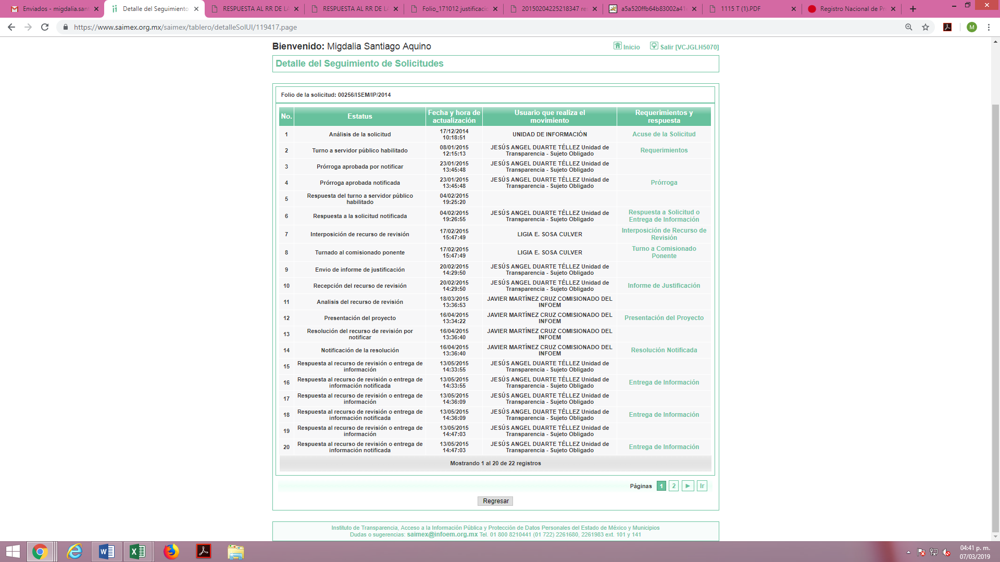 Enviados - migdalia.san
Detalle del Seguimiento
RESPUESTA AL RR DE LA
RESPUESTA AL RR DE LA
Folio_171012 justificaci
20150204225218347 re
a5a520ffb64b83002a41
1115 T (1).PDF
Registro Nacional de Pr
https://www.saimex.org.mx/saimex/tablero/detalleSolUI/119417.page
M
Bienvenido: Migdalia Santiago Aquino
Inicio
Salir [VCJGLH5070]
Detalle del Seguimiento de Solicitudes
Folio de la solicitud: 00256/ISEM/IP/2014
No. Estatus Fecha y hora de actualización Usuario que realiza el movimiento Requerimientos y respuesta
1 Análisis de la solicitud 17/12/2014 10:18:51 UNIDAD DE INFORMACIÓN Acuse de la Solicitud
2 Turno a servidor público habilitado 08/01/2015 12:15:13 JESÚS ANGEL DUARTE TÉLLEZ Unidad de Transparencia - Sujeto Obligado Requerimientos
3 Prórroga aprobada por notificar 23/01/2015 13:45:48 JESÚS ANGEL DUARTE TÉLLEZ Unidad de Transparencia - Sujeto Obligado
4 Prórroga aprobada notificada 23/01/2015 13:45:48 JESÚS ANGEL DUARTE TÉLLEZ Unidad de Transparencia - Sujeto Obligado Prórroga
5 Respuesta del turno a servidor público habilitado 04/02/2015 19:25:20
6 Respuesta a la solicitud notificada 04/02/2015 19:26:55 JESÚS ANGEL DUARTE TÉLLEZ Unidad de Transparencia - Sujeto Obligado Respuesta a Solicitud o Entrega de Información
7 Interposición de recurso de revisión 17/02/2015 15:47:49 LIGIA E. SOSA CULVER Interposición de Recurso de Revisión
8 Turnado al comisionado ponente 17/02/2015 15:47:49 LIGIA E. SOSA CULVER Turno a Comisionado Ponente
9 Envio de informe de justificación 20/02/2015 14:29:50 JESÚS ANGEL DUARTE TÉLLEZ Unidad de Transparencia - Sujeto Obligado
10 Recepción del recurso de revisión 20/02/2015 14:29:50 JESÚS ANGEL DUARTE TÉLLEZ Unidad de Transparencia - Sujeto Obligado Informe de Justificación
11 Analisis del recurso de revisión 18/03/2015 13:36:53 JAVIER MARTÍNEZ CRUZ COMISIONADO DEL INFOEM
12 Presentación del proyecto 16/04/2015 13:34:22 JAVIER MARTÍNEZ CRUZ COMISIONADO DEL INFOEM Presentación del Proyecto
13 Resolución del recurso de revisión por notificar 16/04/2015 13:36:40 JAVIER MARTÍNEZ CRUZ COMISIONADO DEL INFOEM
14 Notificación de la resolución 16/04/2015 13:36:40 JAVIER MARTÍNEZ CRUZ COMISIONADO DEL INFOEM Resolución Notificada
15 Respuesta al recurso de revisión o entrega de información 13/05/2015 14:33:55 JESÚS ANGEL DUARTE TÉLLEZ Unidad de Transparencia - Sujeto Obligado
16 Respuesta al recurso de revisión o entrega de información notificada 13/05/2015 14:33:55 JESÚS ANGEL DUARTE TÉLLEZ Unidad de Transparencia - Sujeto Obligado Entrega de Información
17 Respuesta al recurso de revisión o entrega de información 13/05/2015 14:36:09 JESÚS ANGEL DUARTE TÉLLEZ Unidad de Transparencia - Sujeto Obligado
18 Respuesta al recurso de revisión o entrega de información notificada 13/05/2015 14:36:09 JESÚS ANGEL DUARTE TÉLLEZ Unidad de Transparencia - Sujeto Obligado Entrega de Información
19 Respuesta al recurso de revisión o entrega de información 13/05/2015 14:47:03 JESÚS ANGEL DUARTE TÉLLEZ Unidad de Transparencia - Sujeto Obligado
20 Respuesta al recurso de revisión o entrega de información notificada 13/05/2015 14:47:03 JESÚS ANGEL DUARTE TÉLLEZ Unidad de Transparencia - Sujeto Obligado Entrega de Información
Mostrando 1 al 20 de 22 registros
Páginas 1 2 Ir
Regresar
Instituto de Transparencia, Acceso a la Información Pública y Protección de Datos Personales del Estado de México y Municipios
Dudas o sugerencias: saimex@infoem.org.mx Tel. 01 800 8210441 (01 722) 2261680, 2261983 ext. 101 y 141
04:41 p. m.
07/03/2019